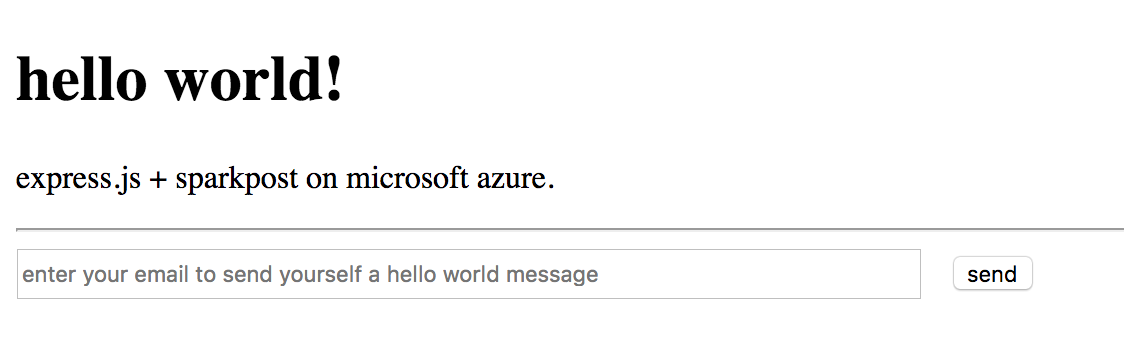 hello world!
express.js + sparkpost on microsoft azure.
enter your email to send yourself a hello world message
send